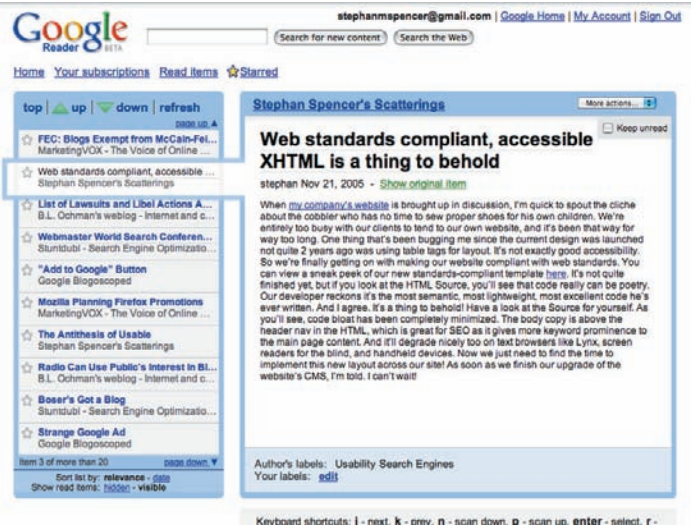 stephanmspencer@gmail.com | Google Home | My Account | Sign Out
Google
Reader BETA
Search for new content
Search the Web
Home Your subscriptions Read items Starred
top | up | down | refresh
page up
FEC: Blogs Exempt from McCain-Fei...
MarketingVOX - The Voice of Online ...
Web standards compliant, accessible ...
Stephan Spencer's Scatterings
List of Lawsuits and Libel Actions A...
B.L. Ochman's weblog - Internet and c...
Webmaster World Search Conferen...
Stuntdubl - Search Engine Optimizatio...
"Add to Google" Button
Google Blogoscoped
Mozilla Planning Firefox Promotions
MarketingVOX - The Voice of Online ...
The Antithesis of Usable
Stephan Spencer's Scatterings
Radio Can Use Public's Interest in Bl...
B.L. Ochman's weblog - Internet and c...
Boser's Got a Blog
Stuntdubl - Search Engine Optimizatio...
Strange Google Ad
Google Blogoscoped
Item 3 of more than 20 page down
Sort list by: relevance - date
Show read items: hidden - visible
Stephan Spencer's Scatterings
More actions...
Keep unread
Web standards compliant, accessible
XHTML is a thing to behold
stephan Nov 21, 2005 - Show original item
When my company's website is brought up in discussion, I'm quick to spout the cliche
about the cobbler who has no time to sew proper shoes for his own children. We're
entirely too busy with our clients to tend to our own website, and it's been that way for
way too long. One thing that's been bugging me since the current design was launched
not quite 2 years ago was using table tags for layout. It's not exactly good accessibility.
So we're finally getting on with making our website compliant with web standards. You
can view a sneak peek of our new standards-compliant template here. It's not quite
finished yet, but if you look at the HTML Source, you'll see that code really can be poetry.
Our developer reckons it's the most semantic, most lightweight, most excellent code he's
ever written. And I agree. It's a thing to behold! Have a look at the Source for yourself. As
you'll see, code bloat has been completely minimized. The body copy is above the
header nav in the HTML, which is great for SEO as it gives more keyword prominence to
the main page content. And it'll degrade nicely too on text browsers like Lynx, screen
readers for the blind, and handheld devices. Now we just need to find the time to
implement this new layout across our site! As soon as we finish our upgrade of the
website's CMS, I'm told. I can't wait!
Author's labels: Usability Search Engines
Your labels: edit
Keyboard shortcuts: j - next, k - prev, n - scan down, p - scan up, enter - select, r -